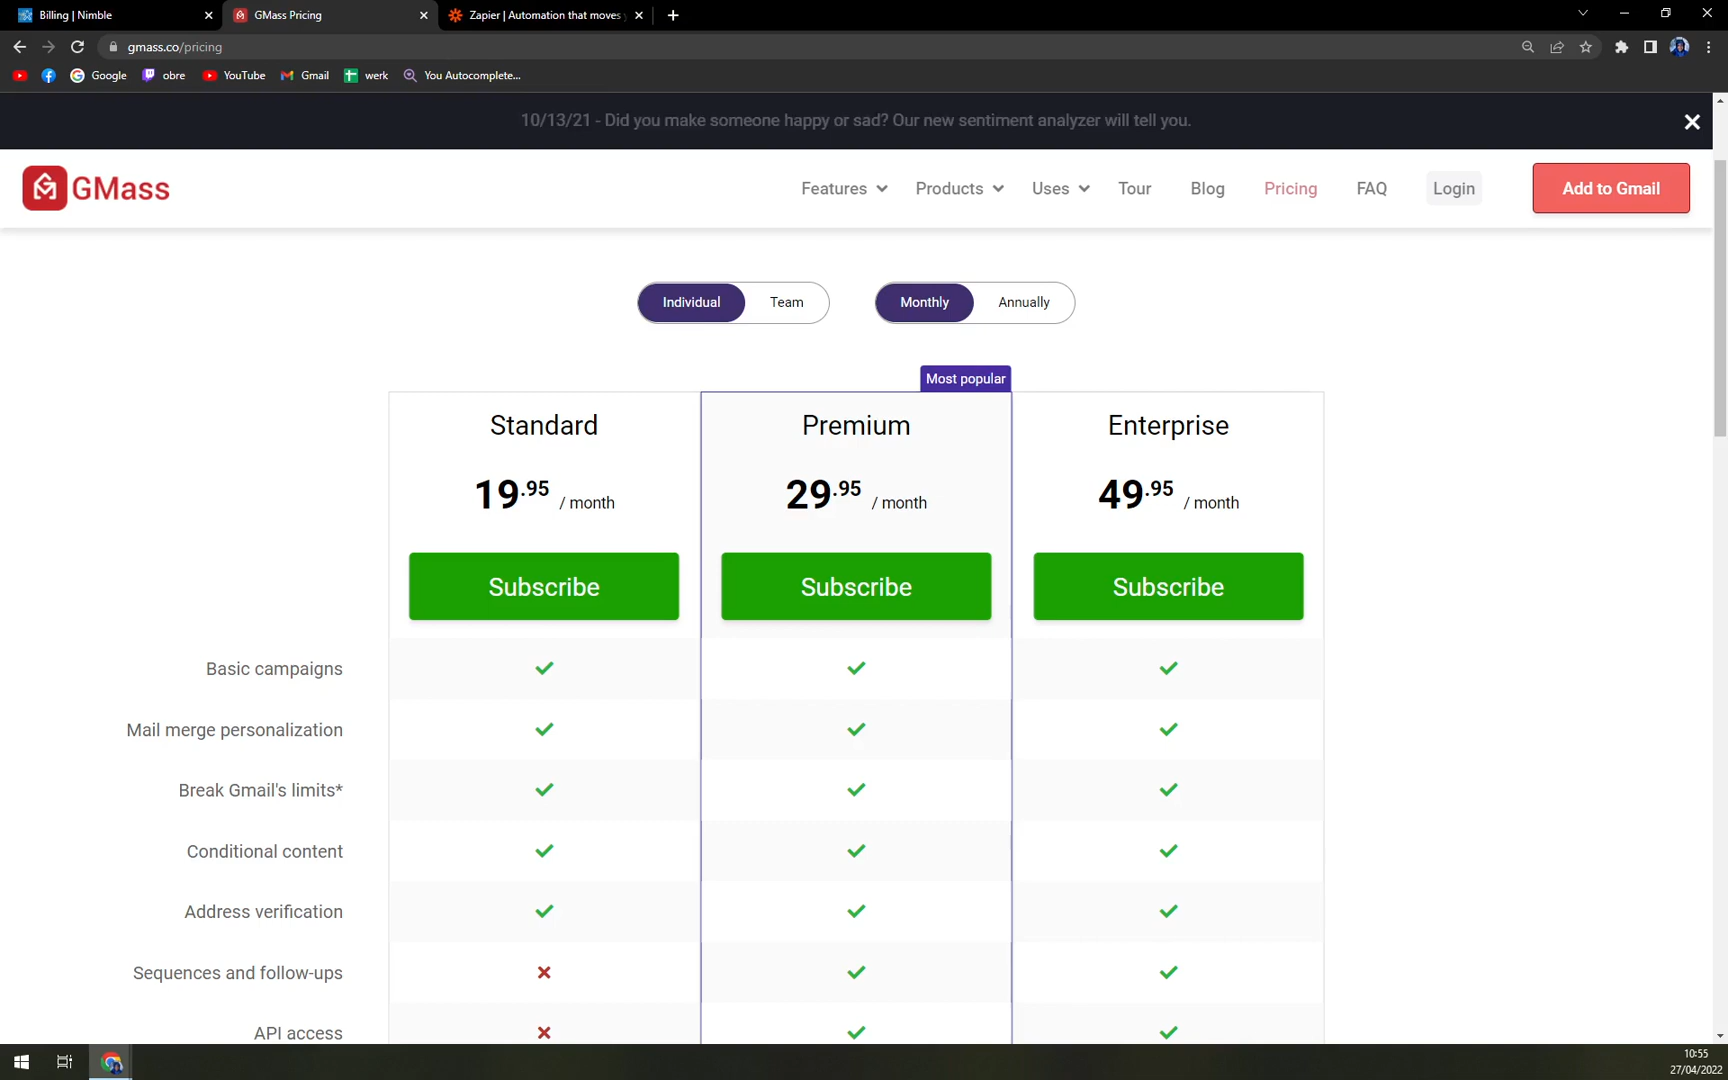 Billing | Nimble
GMass Pricing
Zapier | Automation that moves
gmass.co/pricing
Google
obre
YouTube
Gmail
werk
You Autocomplete...
10/13/21 - Did you make someone happy or sad? Our new sentiment analyzer will tell you.
GMass
Features
Products
Uses
Tour
Blog
Pricing
FAQ
Login
Add to Gmail
Individual
Team
Monthly
Annually
Most popular
Standard
Premium
Enterprise
19.95 / month
29.95 / month
49.95 / month
Subscribe
Subscribe
Subscribe
Basic campaigns
Mail merge personalization
Break Gmail's limits*
Conditional content
Address verification
Sequences and follow-ups
API access
10:55
27/04/2022